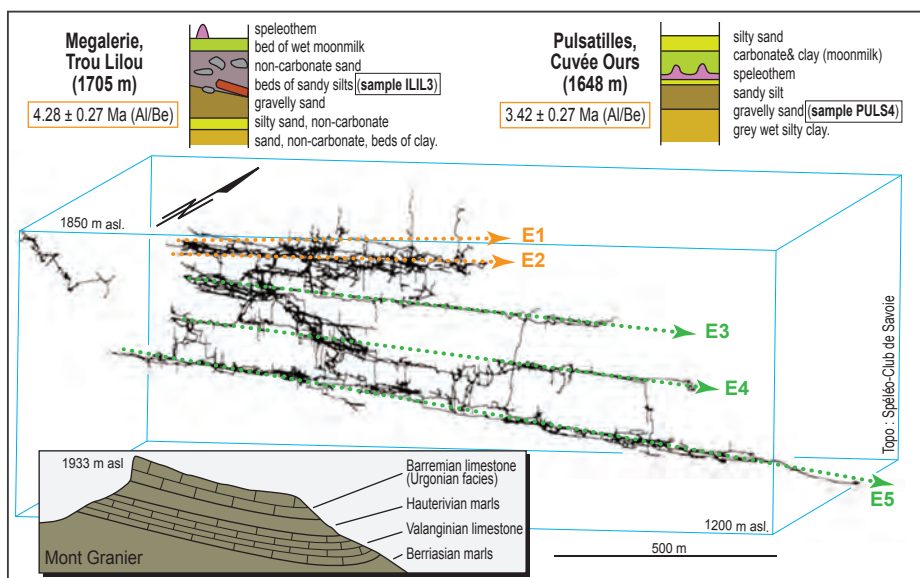 Megalerie,
Trou Lilou
(1705 m)
4.28 ± 0.27 Ma (Al/Be)
speleothem
bed of wet moonmilk
non-carbonate sand
beds of sandy silts (sample ILIL3)
gravelly sand
silty sand, non-carbonate
sand, non-carbonate, beds of clay.
Pulsatilles,
Cuvée Ours
(1648 m)
3.42 ± 0.27 Ma (Al/Be)
silty sand
carbonate& clay (moonmilk)
speleothem
sandy silt
gravelly sand (sample PULS4)
grey wet silty clay.
1850 m asl.
E1
E2
E3
E4
E5
Topo : Spéléo-Club de Savoie
1933 m asl
Barremian limestone
(Urgonian facies)
Hauterivian marls
Valanginian limestone
Berriasian marls
Mont Granier
1200 m asl.
500 m